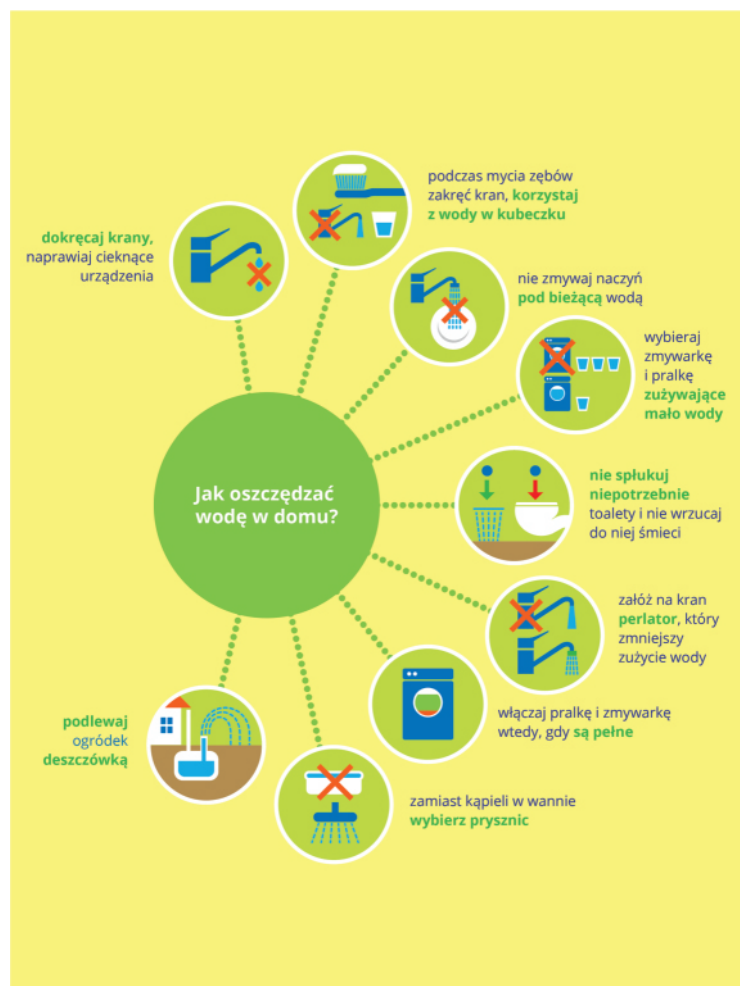 Jak oszczędzać
wodę w domu?
dokręcaj krany,
naprawiaj cieknące
urządzenia
podczas mycia zębów
zakręć kran, korzystaj
z wody w kubeczku
nie zmywaj naczyń
pod bieżącą wodą
wybieraj
zmywarkę
i pralkę
zużywające
mało wody
nie spłukuj
niepotrzebnie
toalety i nie wrzucaj
do niej śmieci
załóż na kran
perlator, który
zmniejszy
zużycie wody
włączaj pralkę i zmywarkę
wtedy, gdy są pełne
zamiast kąpieli w wannie
wybierz prysznic
podlewaj
ogródek
deszczówką